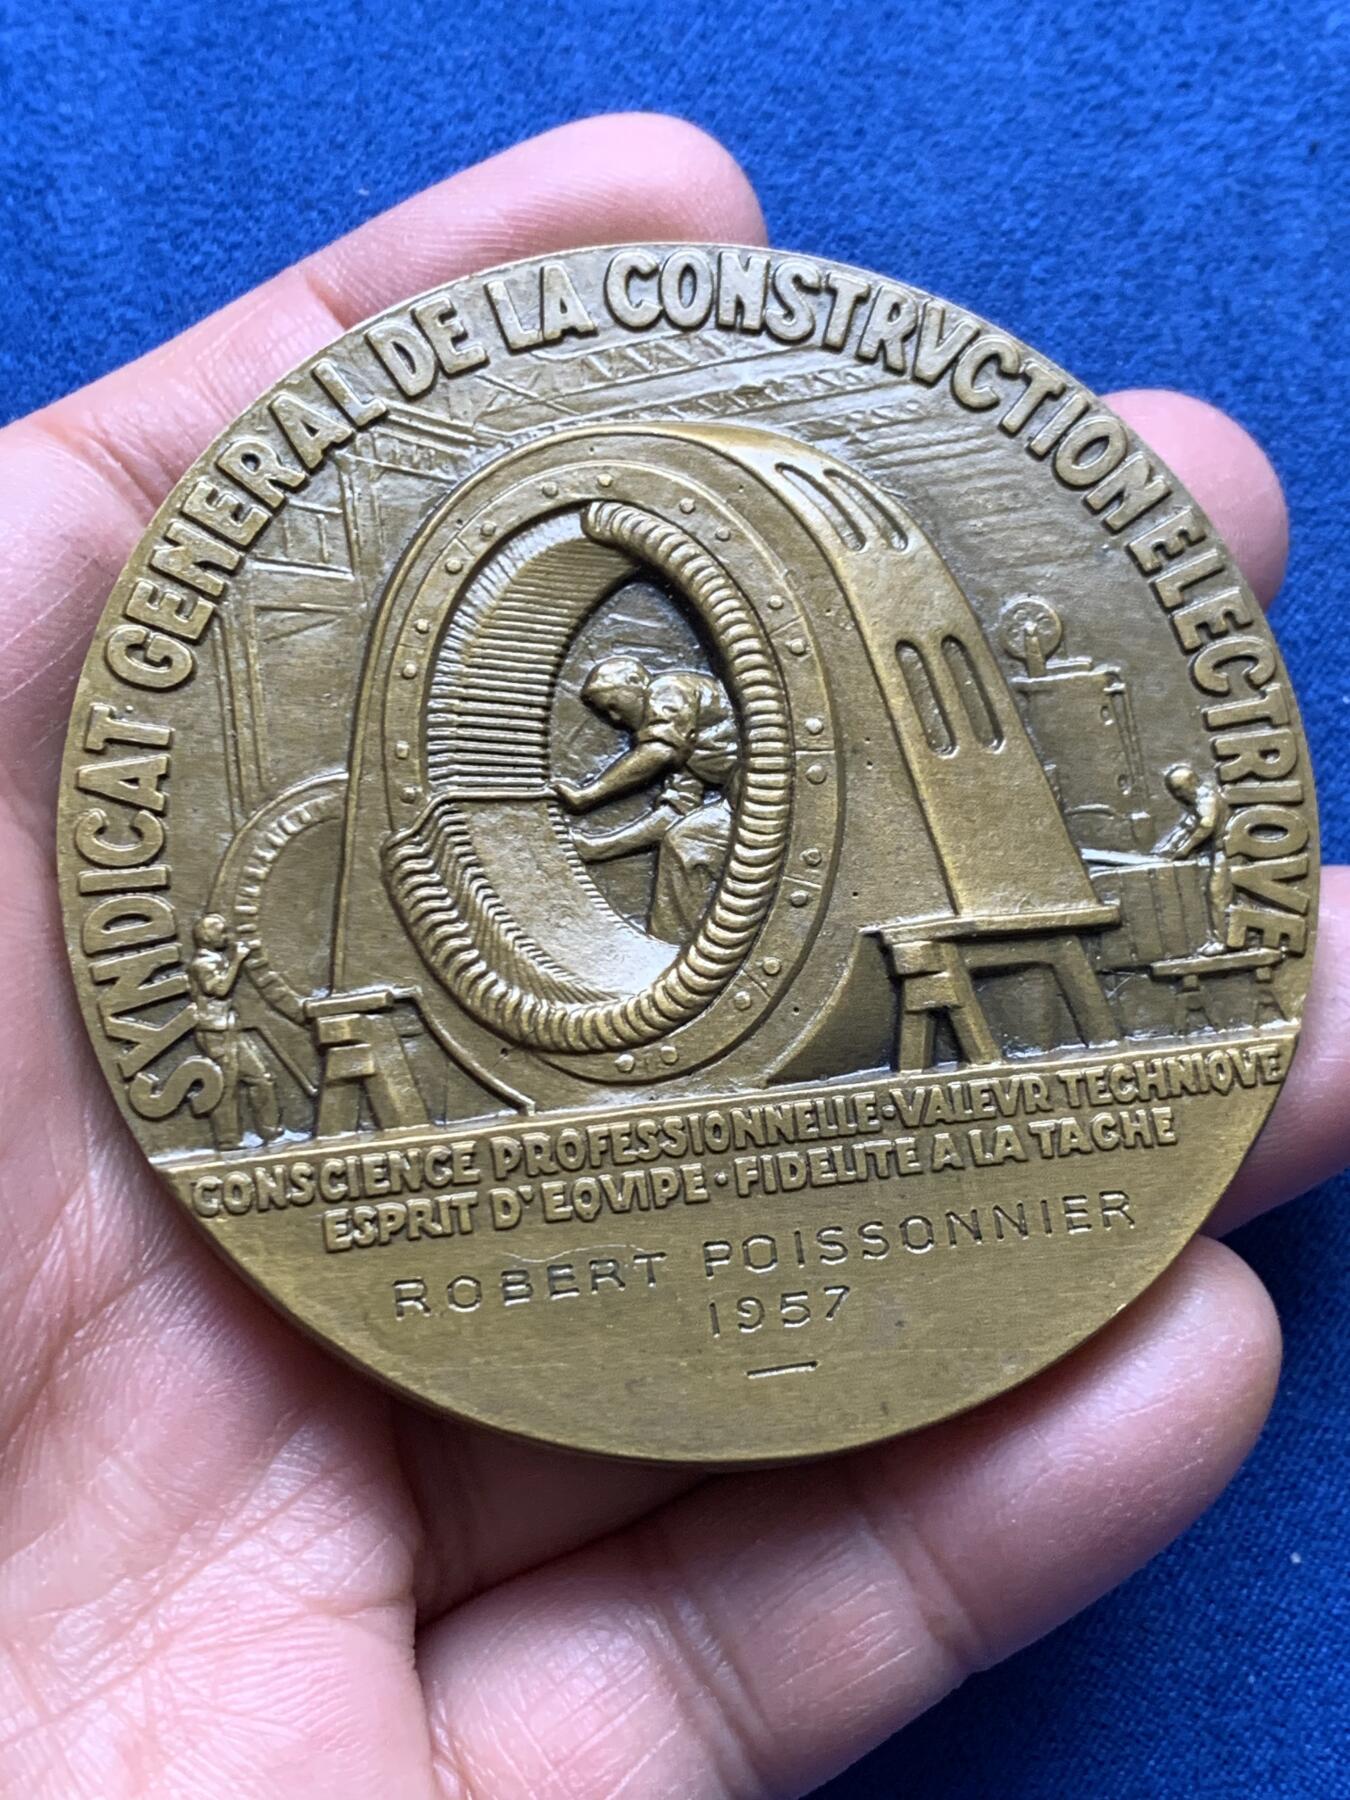 SYNDICAT GENERAL DE LA CONSTRVCTION ELECTRIQVE
CONSCIENCE PROFESSIONNELLE·VALEVR TECHNIQVE
ESPRIT D'EQVIPE·FIDELITE A LA TACHE
ROBERT POISSONNIER
1957